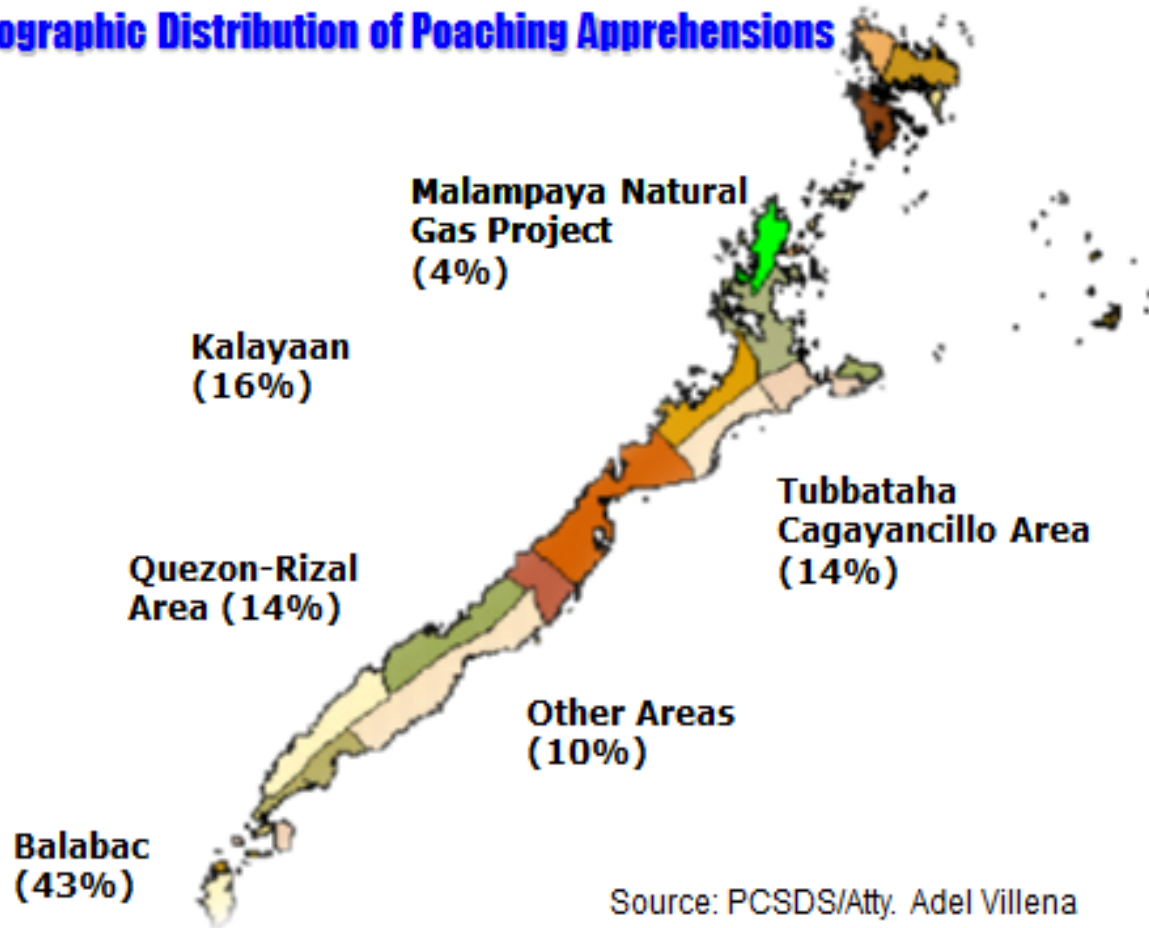 ographic Distribution of Poaching Apprehensions
Malampaya Natural
Gas Project
(4%)
Kalayaan
(16%)
Tubbataha
Cagayancillo Area
(14%)
Quezon-Rizal
Area (14%)
Other Areas
(10%)
Balabac
(43%)
Source: PCSDS/Atty. Adel Villena